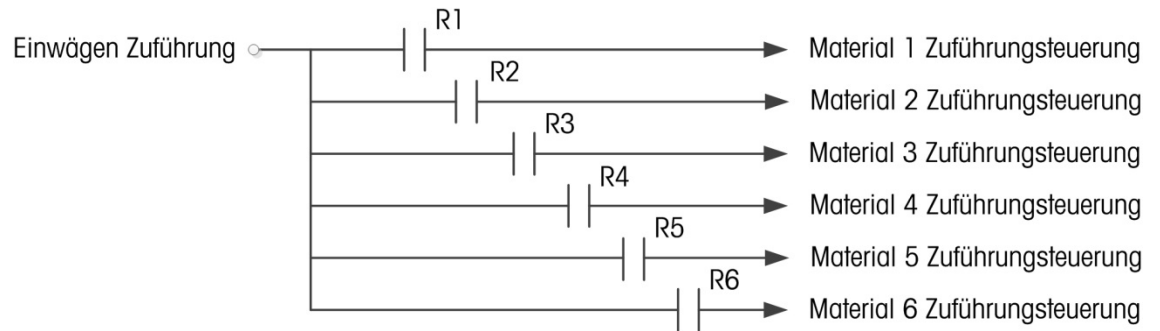 R1
Einwägen Zuführung Material 1 Zuführungsteuerung
R2
Material 2 Zuführungsteuerung
R3
Material 3 Zuführungsteuerung
R4
Material 4 Zuführungsteuerung
R5
Material 5 Zuführungsteuerung
R6
Material 6 Zuführungsteuerung